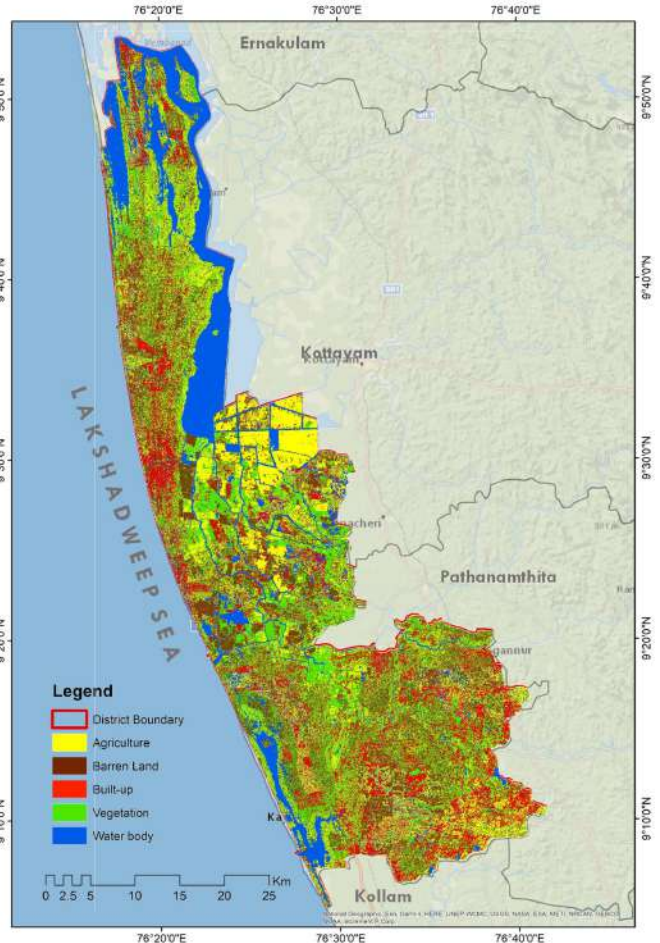 76°20'0"E 76°30'0"E 76°40'0"E
Ernakulam
9°50'0"N
9°40'0"N
Kottayam
Kottayam
LAKSHADWEEP SEA
9°30'0"N
Pathanamthita
9°20'0"N
Legend
District Boundary
Agriculture
Barren Land
Built-up
Vegetation
Water body
9°10'0"N
Km
0 2.5 5 10 15 20 25
Kollam
76°20'0"E 76°30'0"E 76°40'0"E